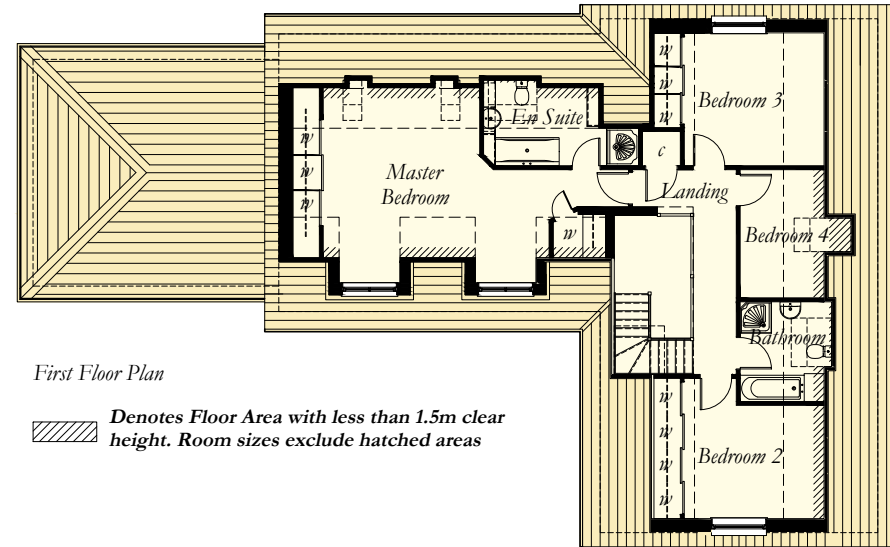 w
w
w
Bedroom 3
En Suite
c
w
w
w
Master
Bedroom
Landing
w
Bedroom 4
Bathroom
First Floor Plan
Denotes Floor Area with less than 1.5m clear
height. Room sizes exclude hatched areas
w
w
w
w
Bedroom 2